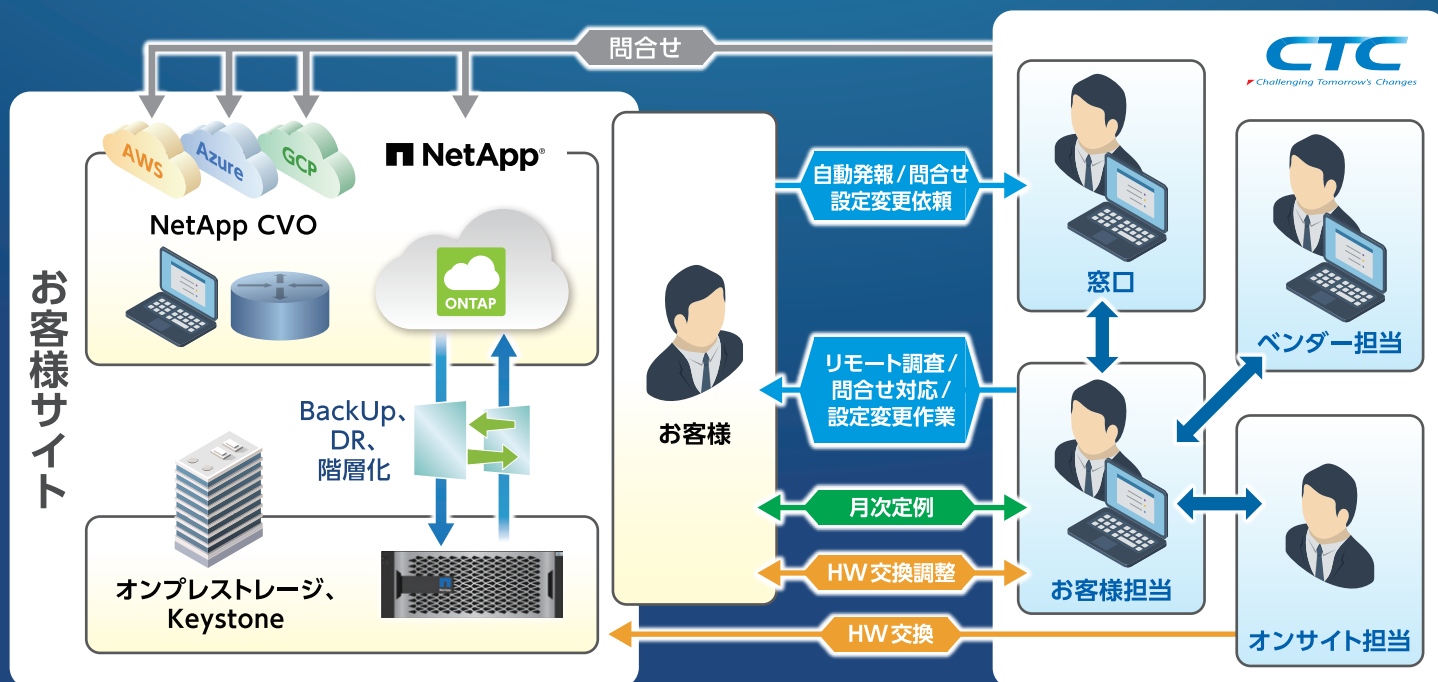 問合せ
CTC
Challenging Tomorrow's Changes
AWS
Azure
GCP
NetApp®
NetApp CVO
ONTAP
お客様サイト
BackUp、
DR、
階層化
オンプレストレージ、
Keystone
お客様
自動発報/問合せ
設定変更依頼
リモート調査/
問合せ対応/
設定変更作業
月次定例
HW交換調整
HW交換
窓口
ベンダー担当
お客様担当
オンサイト担当